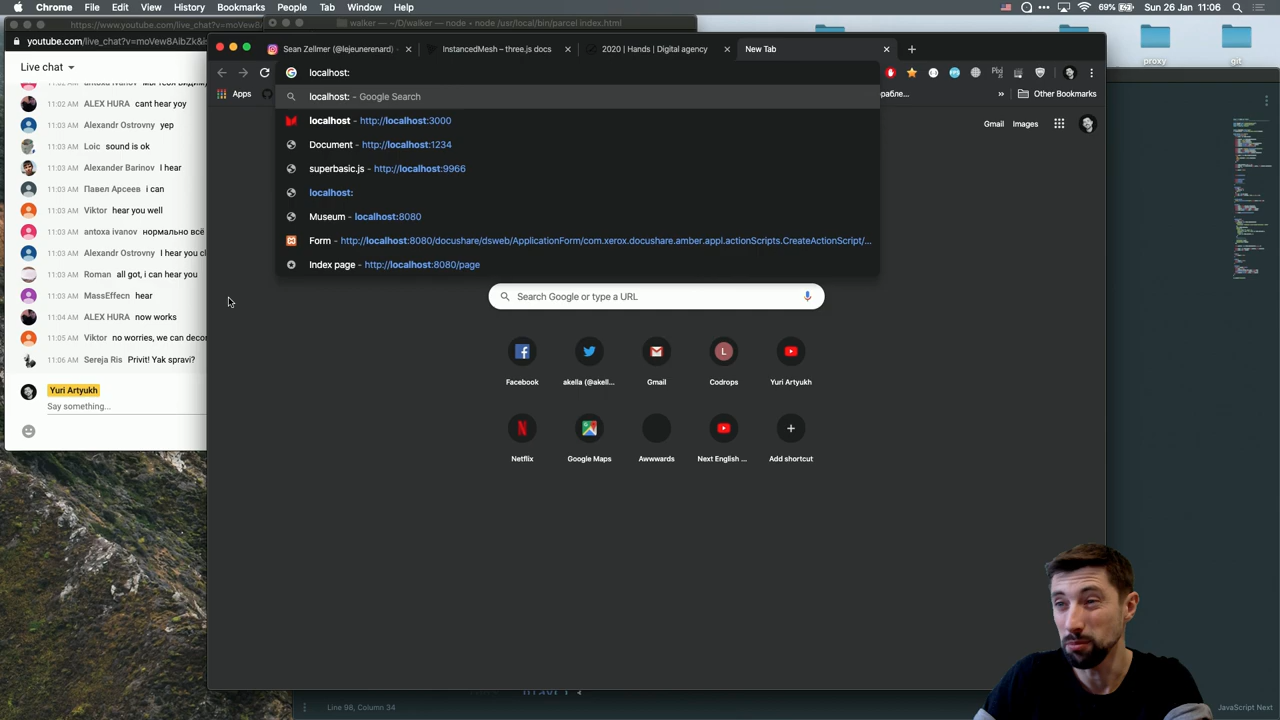 Chrome File Edit View History Bookmarks People Tab Window Help
69% Sun 26 Jan 11:06
https://www.youtube.com/live_chat?v=moVew8AibZk&
walker — ~/D/walker — node • node /usr/local/bin/parcel index.html
youtube.com/live_chat?v=moVew8AibZk&i
Live chat
ALEX HURA cant hear yoy
11:03 AM
11:03 AM Alexandr Ostrovny yep
11:03 AM Loic sound is ok
11:03 AM Alexander Barinov I hear
11:03 AM Павел Арсеев i can
11:03 AM Viktor hear you well
11:03 AM antoxa ivanov нормально всё
11:03 AM Alexandr Ostrovny I hear you cl
11:03 AM Roman all got, i can hear you
11:03 AM MassEffecn hear
11:04 AM ALEX HURA now works
11:05 AM Viktor no worries, we can decor
11:06 AM Sereja Ris Privit! Yak spravi?
Yuri Artyukh
Say something...
Sean Zellmer (@lejeunerenard)
InstancedMesh – three.js docs
2020 | Hands | Digital agency
New Tab
localhost:
Apps
localhost: - Google Search
localhost - http://localhost:3000
Document - http://localhost:1234
superbasic.js - http://localhost:9966
localhost:
Museum - localhost:8080
Form - http://localhost:8080/docushare/dsweb/ApplicationForm/com.xerox.docushare.amber.appl.actionScripts.CreateActionScript/...
Index page - http://localhost:8080/page
рабле...
Other Bookmarks
Gmail Images
Search Google or type a URL
Facebook
akella (@akell...
Gmail
L
Codrops
Yuri Artyukh
Netflix
Google Maps
Awwwards
Next English ...
Add shortcut
proxy
git
Line 98, Column 34
JavaScript Next